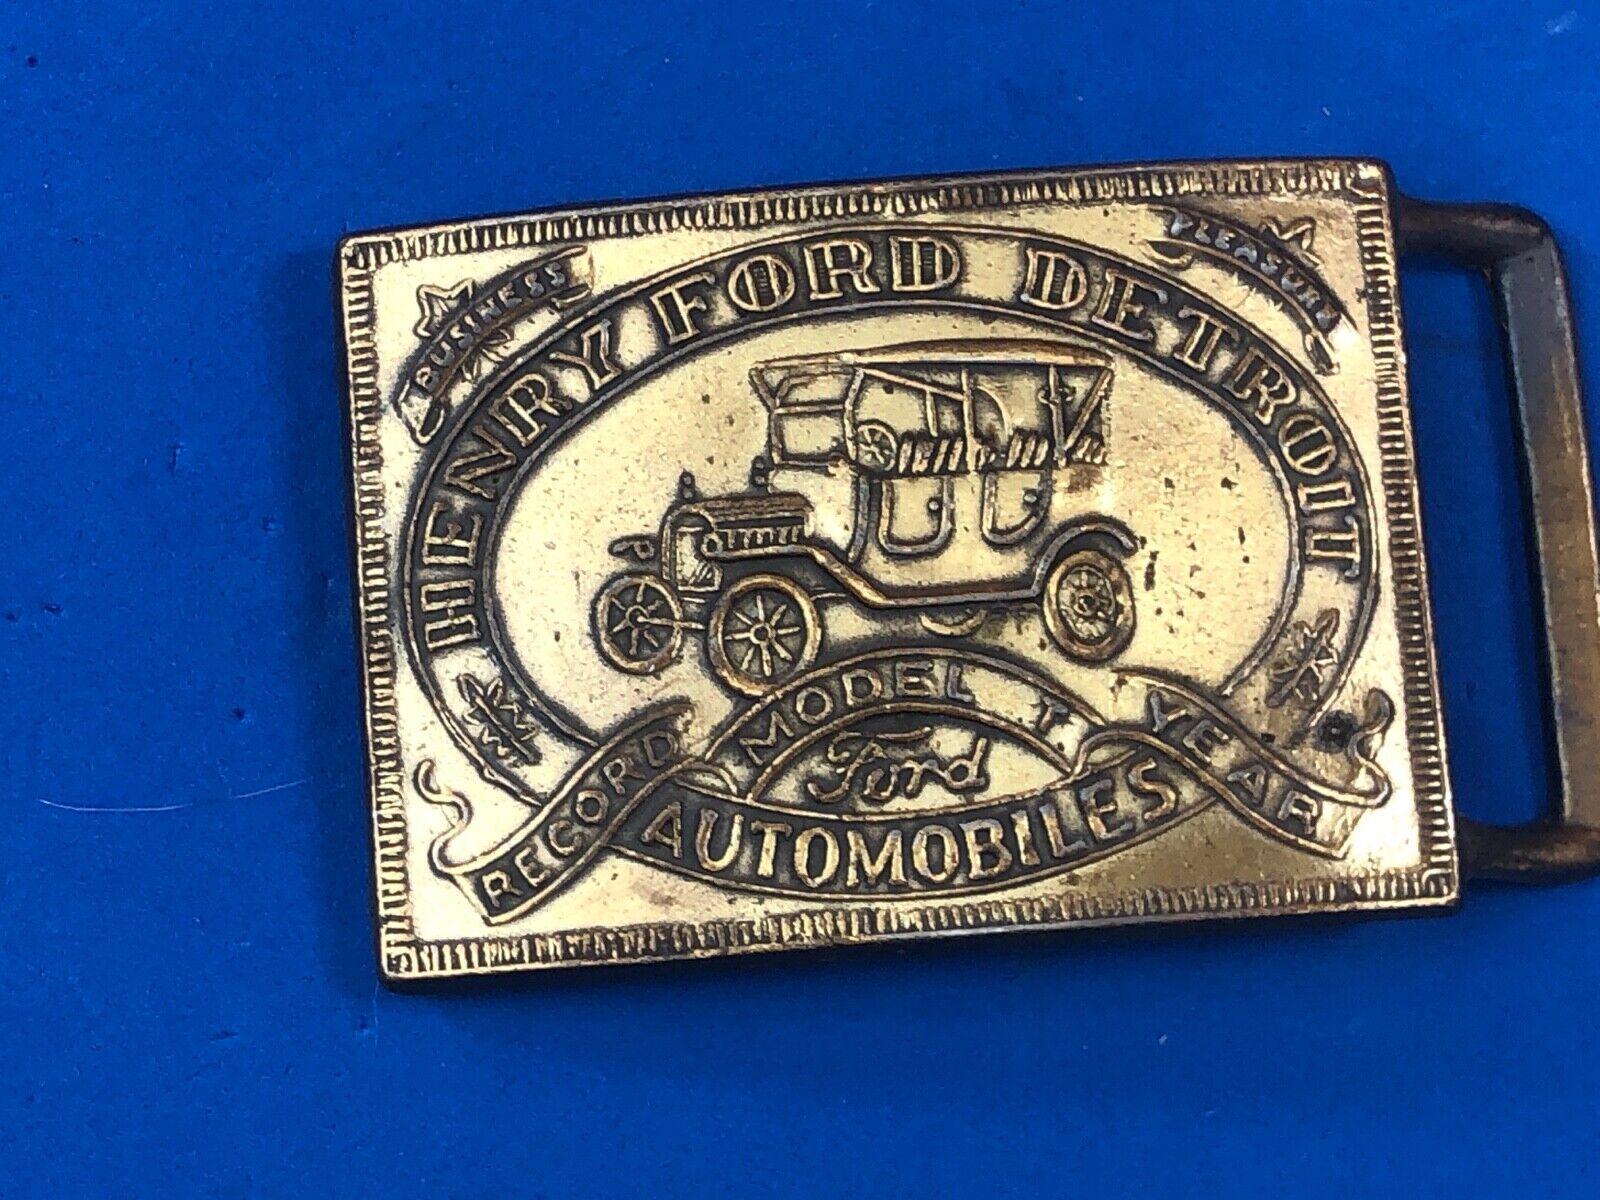 BUSINESS
PLEASURE
HENRY FORD DETROIT
RECORD MODEL T YEAR
Ford
AUTOMOBILES